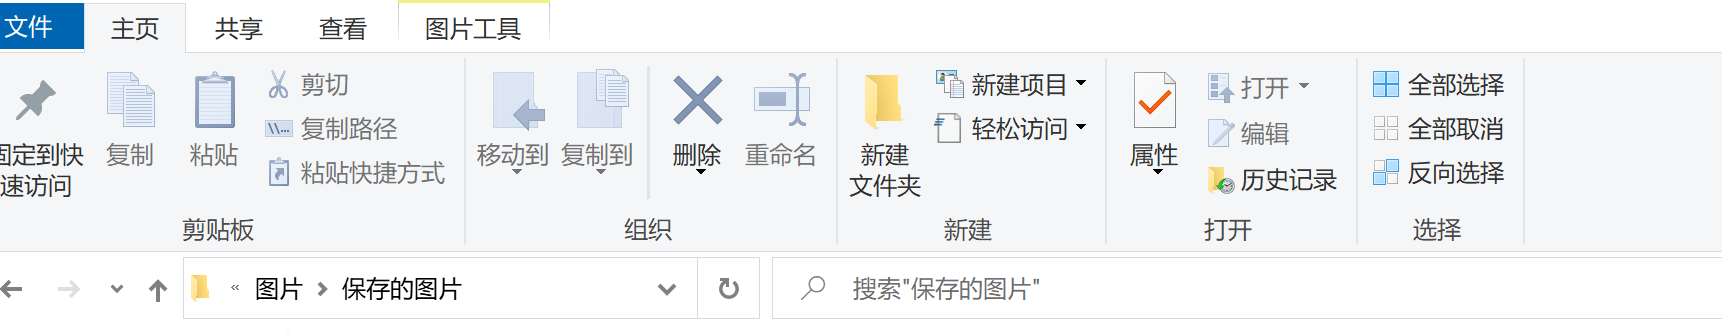 文件 主页 共享 查看 图片工具
剪切 新建项目 打开 全部选择
复制路径 轻松访问 编辑 全部取消
固定到快 复制 粘贴 移动到 复制到 删除 重命名 新建 属性
速访问 粘贴快捷方式 文件夹 历史记录 反向选择
剪贴板 组织 新建 打开 选择
« 图片 保存的图片 搜索"保存的图片"